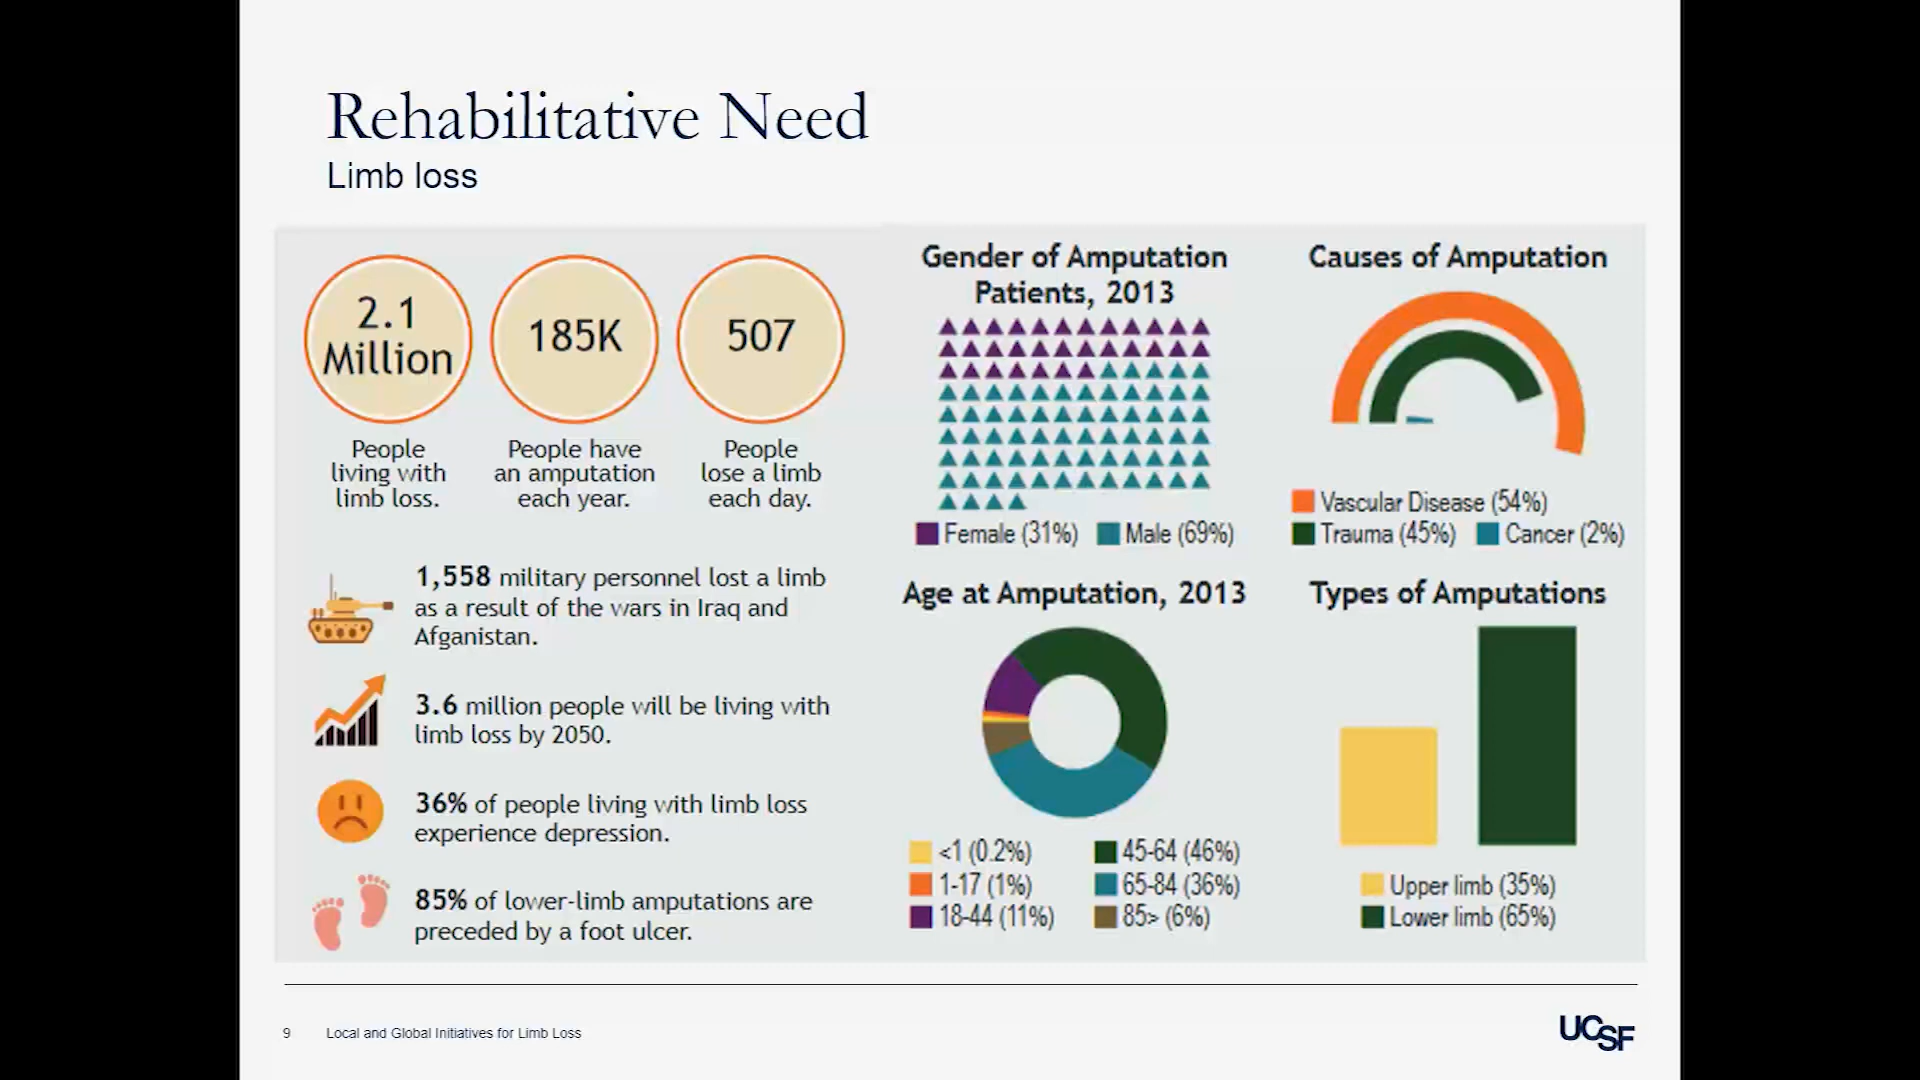 Rehabilitative Need
Limb loss
2.1
Million
People
living with
limb loss.
185K
People have
an amputation
each year.
507
People
lose a limb
each day.
1,558 military personnel lost a limb
as a result of the wars in Iraq and
Afganistan.
3.6 million people will be living with
limb loss by 2050.
36% of people living with limb loss
experience depression.
85% of lower-limb amputations are
preceded by a foot ulcer.
Gender of Amputation
Patients, 2013
Female (31%) Male (69%)
Causes of Amputation
Vascular Disease (54%)
Trauma (45%) Cancer (2%)
Age at Amputation, 2013
<1 (0.2%) 45-64 (46%)
1-17 (1%) 65-84 (36%)
18-44 (11%) 85> (6%)
Types of Amputations
Upper limb (35%)
Lower limb (65%)
9 Local and Global Initiatives for Limb Loss
UCSF